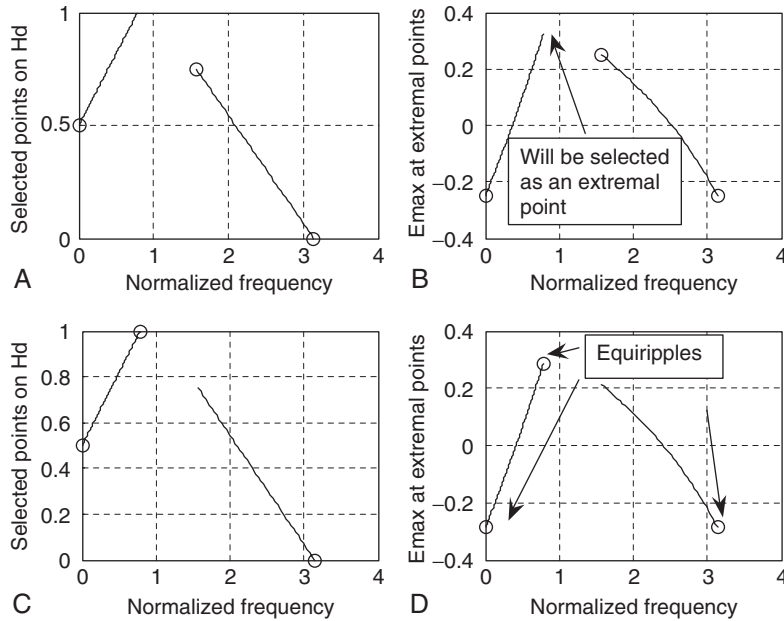 Selected points on Hd
1
0.5
0
0
1
2
3
4
Normalized frequency
A
Emax at extremal points
0.4
0.2
0
−0.2
−0.4
0
1
2
3
4
Will be selected
as an extremal
point
Normalized frequency
B
Selected points on Hd
1
0.8
0.6
0.4
0.2
0
0
1
2
3
4
Normalized frequency
C
Emax at extremal points
0.4
0.2
0
−0.2
−0.4
0
1
2
3
4
Equiripples
Normalized frequency
D